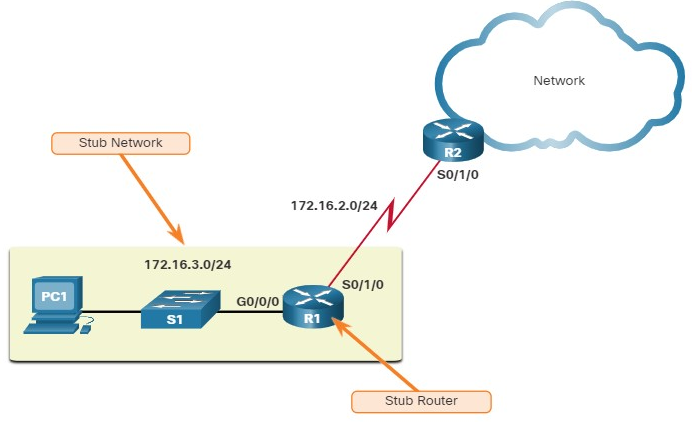 Network
Stub Network
R2
S0/1/0
172.16.2.0/24
172.16.3.0/24
S0/1/0
PC1
G0/0/0
S1
R1
Stub Router